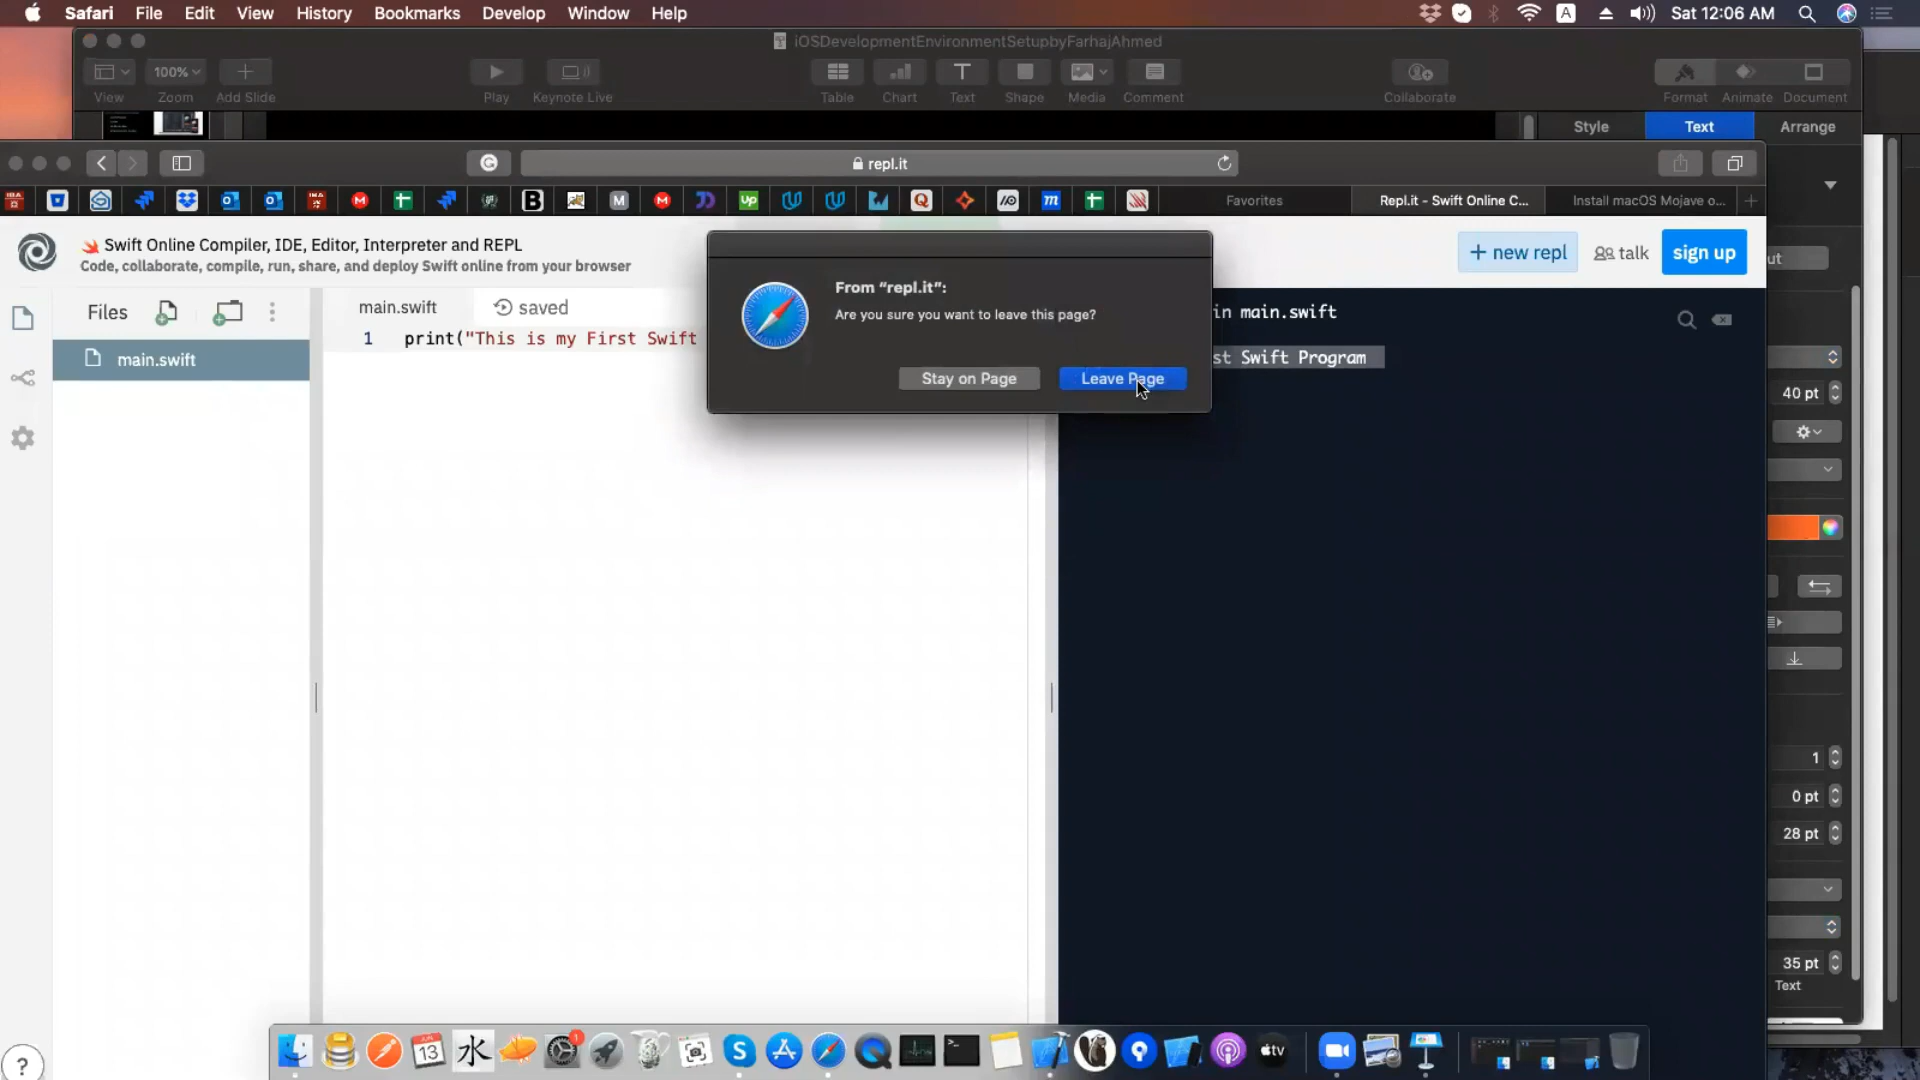 Safari File Edit View History Bookmarks Develop Window Help A Sat 12:06 AM
iOSDevelopmentEnvironmentSetupbyFarhajAhmed
100%
View Zoom Add Slide Play Keynote Live Table Chart Text Shape Media Comment Collaborate Format Animate Document
Style Text Arrange
repl.it
Favorites Repl.it - Swift Online C... Install macOS Mojave o...
Swift Online Compiler, IDE, Editor, Interpreter and REPL
Code, collaborate, compile, run, share, and deploy Swift online from your browser
+ new repl talk sign up
ut
From “repl.it”:
Are you sure you want to leave this page?
Stay on Page Leave Page
Files
main.swift saved
in main.swift
1 print("This is my First Swift
st Swift Program
main.swift
40 pt
1
0 pt
28 pt
35 pt
Text
13
水
1
tv
?